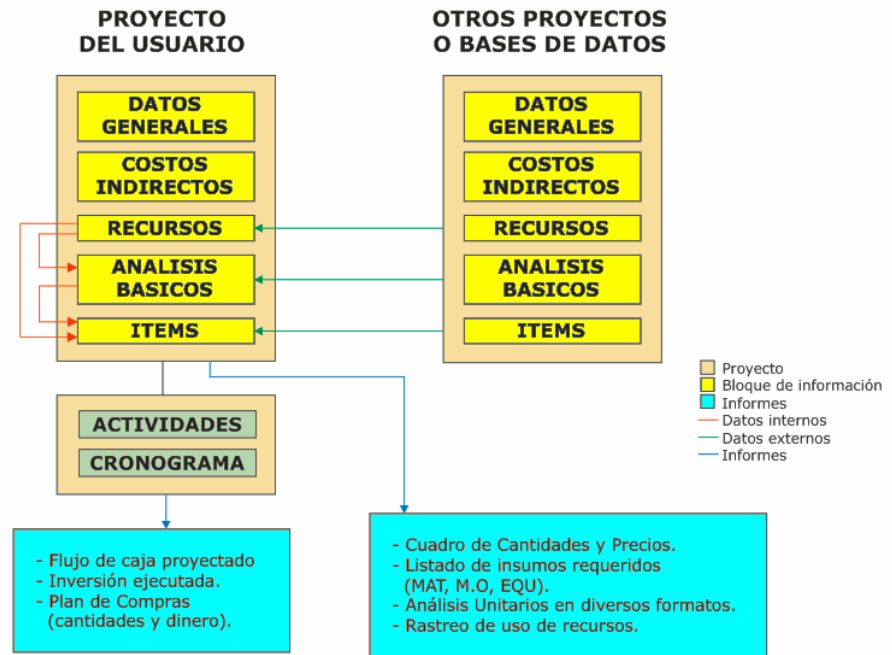 PROYECTO
DEL USUARIO
OTROS PROYECTOS
O BASES DE DATOS
DATOS
GENERALES
COSTOS
INDIRECTOS
RECURSOS
ANALISIS
BASICOS
ITEMS
DATOS
GENERALES
COSTOS
INDIRECTOS
RECURSOS
ANALISIS
BASICOS
ITEMS
Proyecto
Bloque de información
Informes
Datos internos
Datos externos
Informes
ACTIVIDADES
CRONOGRAMA
- Flujo de caja proyectado
- Inversión ejecutada.
- Plan de Compras
(cantidades y dinero).
- Cuadro de Cantidades y Precios.
- Listado de insumos requeridos
(MAT, M.O, EQU).
- Análisis Unitarios en diversos formatos.
- Rastreo de uso de recursos.